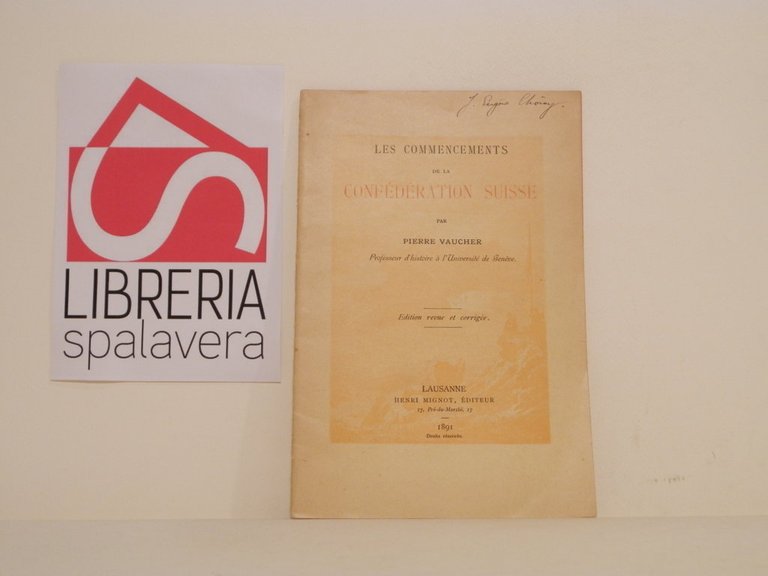 LIBRERIA
spalavera
J.
LES COMMENCEMENTS
DE LA
CONFÉDÉRATION SUISSE
PAR
PIERRE VAUCHER
Professeur d'histoire à l'Université de Genève.
Edition revue et corrigée.
LAUSANNE
HENRI MIGNOT, ÉDITEUR
17, Pré-du-Marché, 17
1891
Droits réservés.